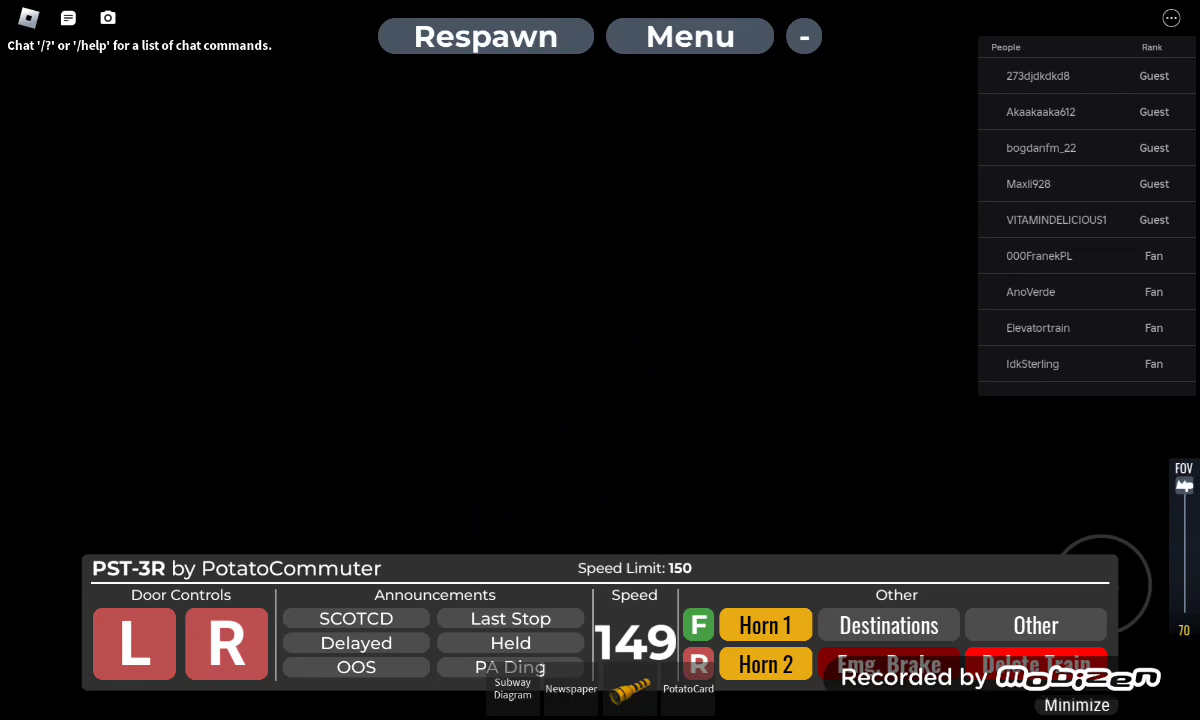 Respawn
Menu
-
Chat '/?' or '/help' for a list of chat commands.
People Rank
273djdkdkd8 Guest
Akaakaaka612 Guest
bogdanfm_22 Guest
Maxli928 Guest
VITAMINDELICIOUS1 Guest
000FranekPL Fan
AnoVerde Fan
Elevatortrain Fan
IdkSterling Fan
FOV
70
PST-3R by PotatoCommuter
Speed Limit: 150
Door Controls
L R
Announcements
SCOTCD Last Stop
Delayed Held
OOS PA Ding
Speed
149
Other
F Horn 1 Destinations Other
R Horn 2 Emg. Brake Delete Train
Subway
Diagram
Newspaper
PotatoCard
Recorded by mobizen
Minimize